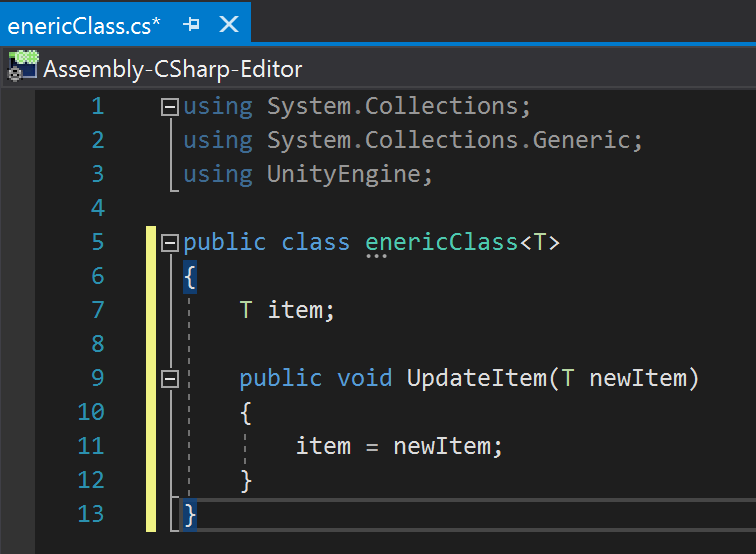 enericClass.cs*
Assembly-CSharp-Editor
1 using System.Collections;
2 using System.Collections.Generic;
3 using UnityEngine;
4
5 public class enericClass<T>
6 {
7 T item;
8
9 public void UpdateItem(T newItem)
10 {
11 item = newItem;
12 }
13 }